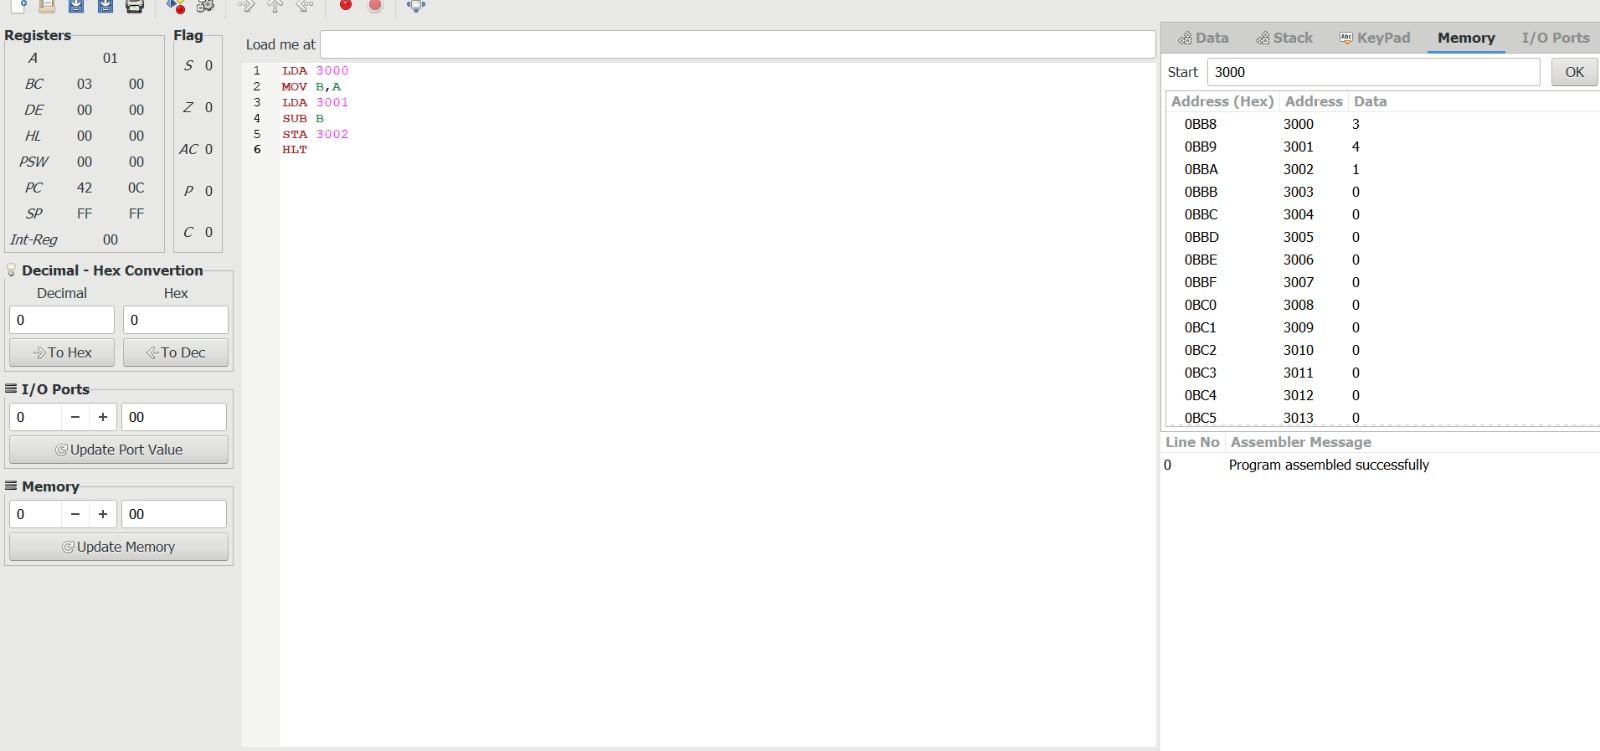 Registers
A 01
BC 03 00
DE 00 00
HL 00 00
PSW 00 00
PC 42 0C
SP FF FF
Int-Reg 00
Flag
S 0
Z 0
AC 0
P 0
C 0
Decimal - Hex Convertion
Decimal Hex
0 0
To Hex To Dec
I/O Ports
0 − + 00
Update Port Value
Memory
0 − + 00
Update Memory
Load me at
1 LDA 3000
2 MOV B,A
3 LDA 3001
4 SUB B
5 STA 3002
6 HLT
Data Stack Abc KeyPad Memory I/O Ports
Start 3000 OK
Address (Hex) Address Data
0BB8 3000 3
0BB9 3001 4
0BBA 3002 1
0BBB 3003 0
0BBC 3004 0
0BBD 3005 0
0BBE 3006 0
0BBF 3007 0
0BC0 3008 0
0BC1 3009 0
0BC2 3010 0
0BC3 3011 0
0BC4 3012 0
0BC5 3013 0
Line No Assembler Message
0 Program assembled successfully